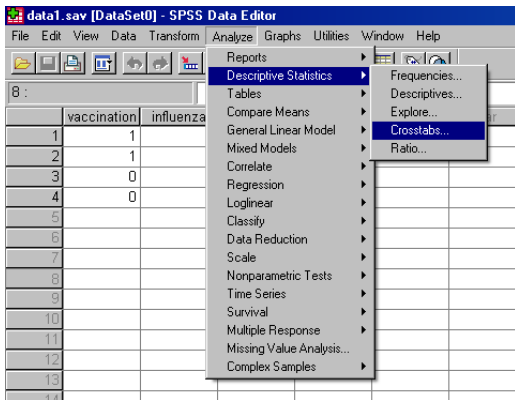 data1.sav [DataSet0] - SPSS Data Editor
File Edit View Data Transform Analyze Graphs Utilities Window Help
8 :
vaccination influenza
1 1
2 1
3 0
4 0
5
6
7
8
9
10
11
12
13
14
Reports
Descriptive Statistics
Tables
Compare Means
General Linear Model
Mixed Models
Correlate
Regression
Loglinear
Classify
Data Reduction
Scale
Nonparametric Tests
Time Series
Survival
Multiple Response
Missing Value Analysis...
Complex Samples
Frequencies...
Descriptives...
Explore...
Crosstabs...
Ratio...